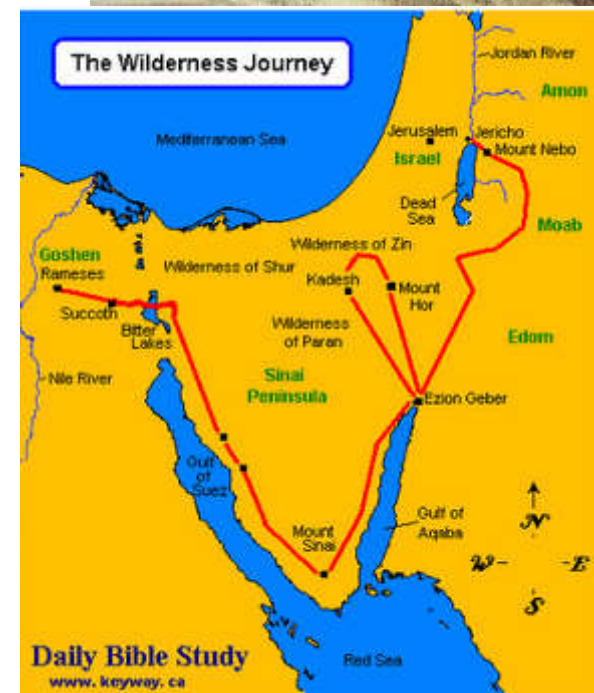 The Wilderness Journey
Jordan River
Amon
Mediterranean Sea
Jerusalem
Jericho
Mount Nebo
Israel
Dead
Sea
Moab
Goshen
Rameses
Wilderness of Shur
Wilderness of Zin
Kadesh
Mount
Hor
Succoth
Bitter
Lakes
Wilderness
of Paran
Edom
Nile River
Sinai
Peninsula
Ezion Geber
Gulf
of
Suez
Mount
Sinai
Gulf of
Aqaba
N
W
E
S
Daily Bible Study
www.keyway.ca
Red Sea